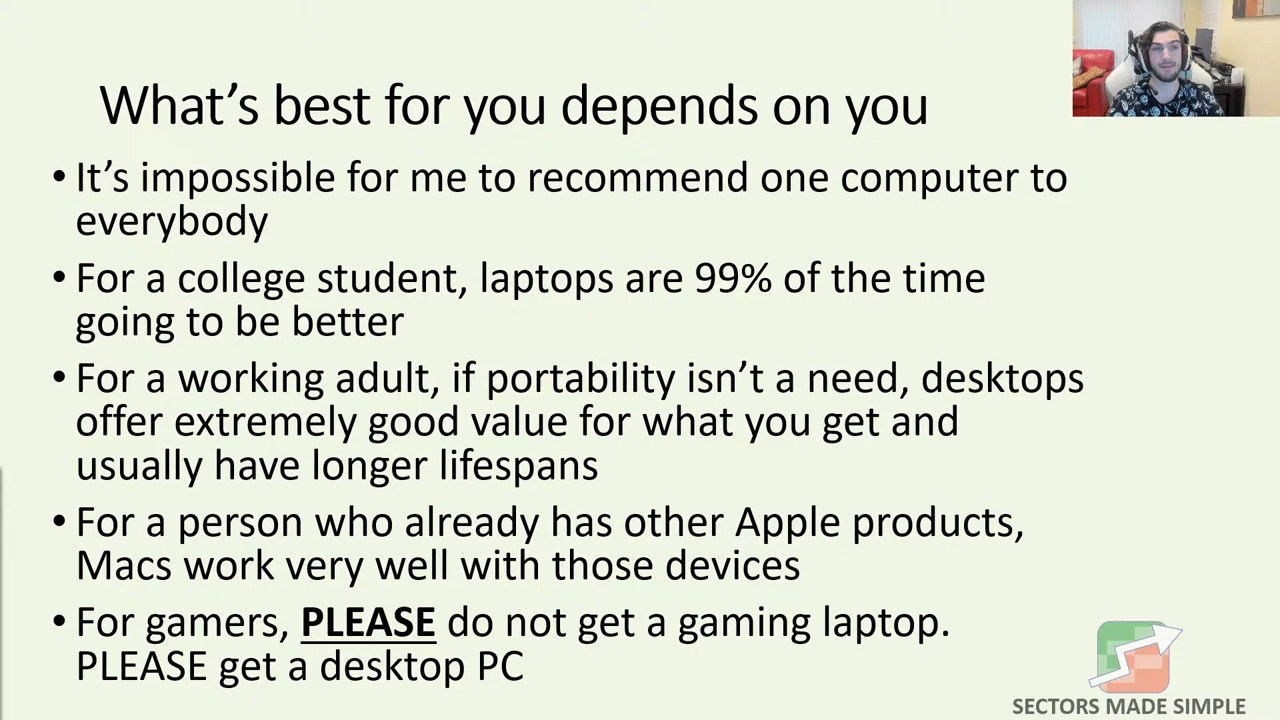 What’s best for you depends on you
• It’s impossible for me to recommend one computer to
everybody
• For a college student, laptops are 99% of the time
going to be better
• For a working adult, if portability isn’t a need, desktops
offer extremely good value for what you get and
usually have longer lifespans
• For a person who already has other Apple products,
Macs work very well with those devices
• For gamers, PLEASE do not get a gaming laptop.
PLEASE get a desktop PC
SECTORS MADE SIMPLE